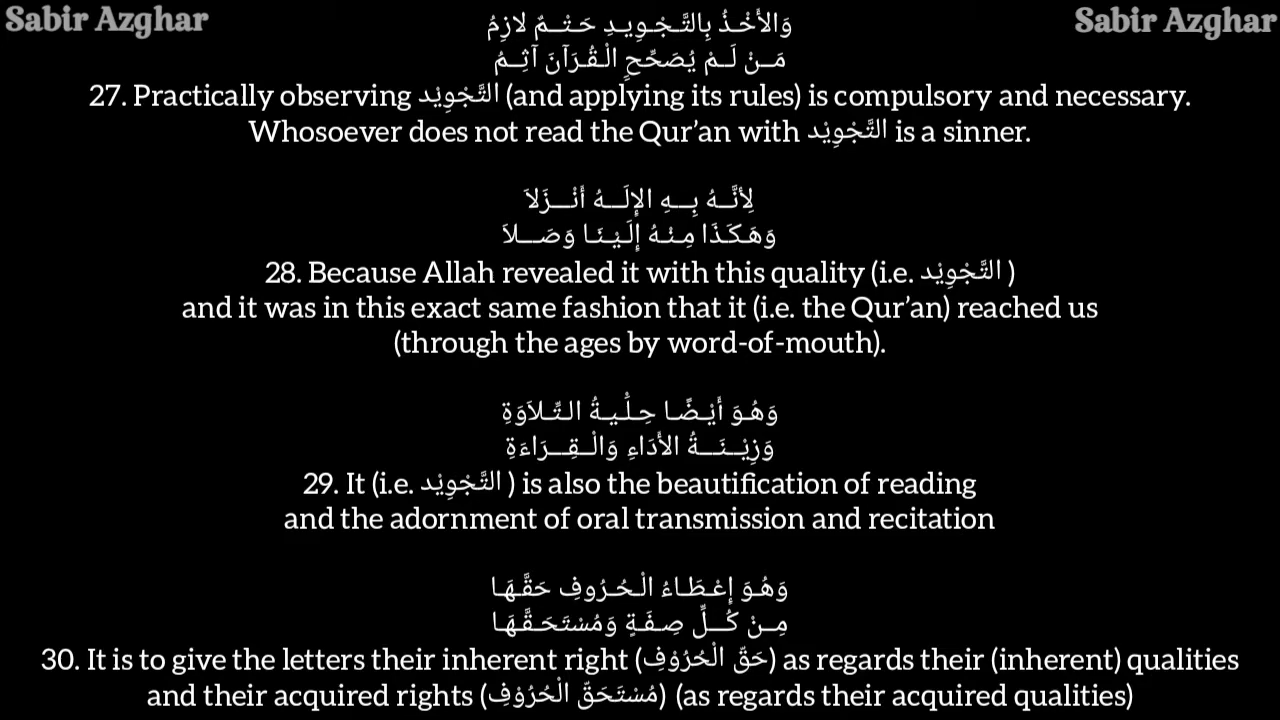 Sabir Azghar
Sabir Azghar
وَالأَخْذُ بِالتَّجْوِيدِ حَتْمٌ لازِمُ
مَنْ لَمْ يُصَحِّحِ الْقُرَآنَ آثِمُ
27. Practically observing التَّجْوِيْد (and applying its rules) is compulsory and necessary.
Whosoever does not read the Qur’an with التَّجْوِيْد is a sinner.
لِأَنَّهُ بِهِ الإِلَهُ أَنْزَلاَ
وَهَكَذَا مِنْهُ إِلَيْنَا وَصَلاَ
28. Because Allah revealed it with this quality (i.e. التَّجْوِيْد )
and it was in this exact same fashion that it (i.e. the Qur’an) reached us
(through the ages by word-of-mouth).
وَهُوَ أَيْضًا حِلْيةُ التِّلاَوَةِ
وَزِيْنَةُ الأَدَاءِ وَالْقِرَاءَةِ
29. It (i.e. التَّجْوِيْد ) is also the beautification of reading
and the adornment of oral transmission and recitation
وَهُوَ إِعْطَاءُ الْحُرُوفِ حَقَّهَا
مِنْ كُلِّ صِفَةٍ وَمُسْتَحَقَّهَا
30. It is to give the letters their inherent right (حَقّ الْحُرُوْفِ) as regards their (inherent) qualities
and their acquired rights (مُسْتَحَقّ الْحُرُوْفِ) (as regards their acquired qualities)